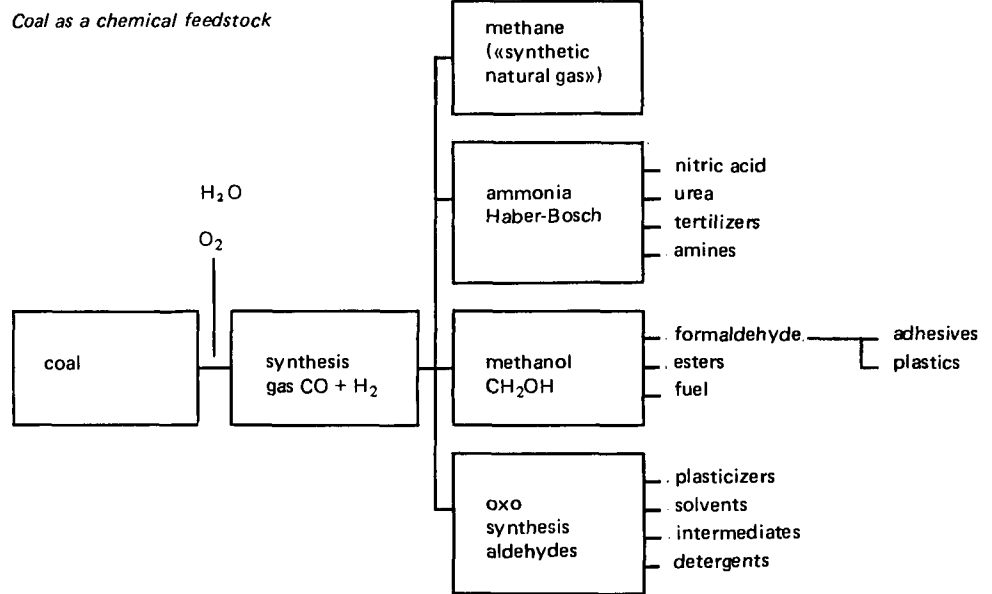 Coal as a chemical feedstock
methane
(«synthetic
natural gas»)
ammonia
Haber-Bosch
nitric acid
urea
tertilizers
amines
H₂O
O₂
coal
synthesis
gas CO + H₂
methanol
CH₂OH
formaldehyde
esters
fuel
adhesives
plastics
oxo
synthesis
aldehydes
plasticizers
solvents
intermediates
detergents